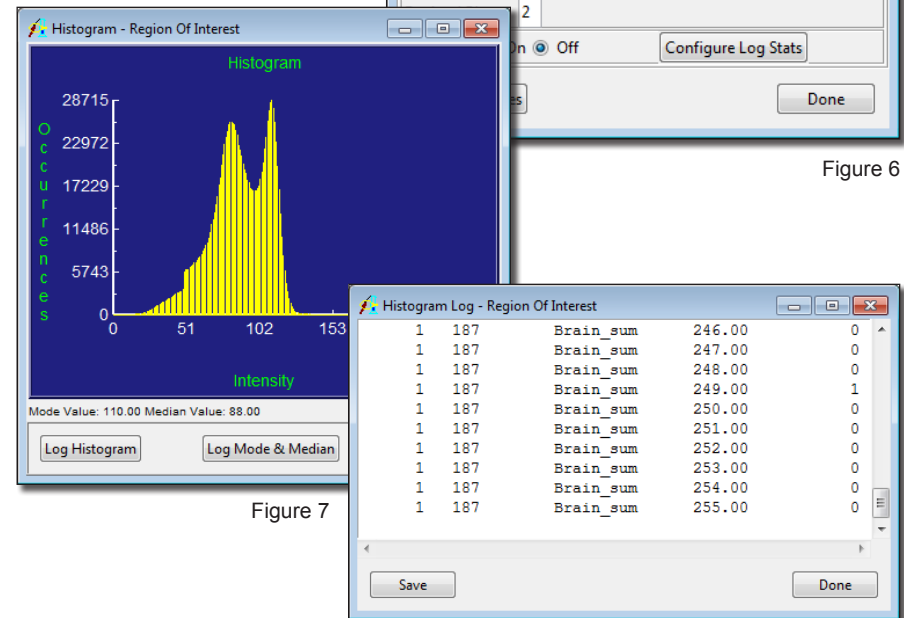 2
On Off Configure Log Stats
Done
Figure 6
Histogram - Region Of Interest
Histogram
Occurrences
28715
22972
17229
11486
5743
0
0 51 102 153
Intensity
Mode Value: 110.00 Median Value: 88.00
Log Histogram Log Mode & Median
Figure 7
Histogram Log - Region Of Interest
1 187 Brain_sum 246.00 0
1 187 Brain_sum 247.00 0
1 187 Brain_sum 248.00 0
1 187 Brain_sum 249.00 1
1 187 Brain_sum 250.00 0
1 187 Brain_sum 251.00 0
1 187 Brain_sum 252.00 0
1 187 Brain_sum 253.00 0
1 187 Brain_sum 254.00 0
1 187 Brain_sum 255.00 0
Save Done